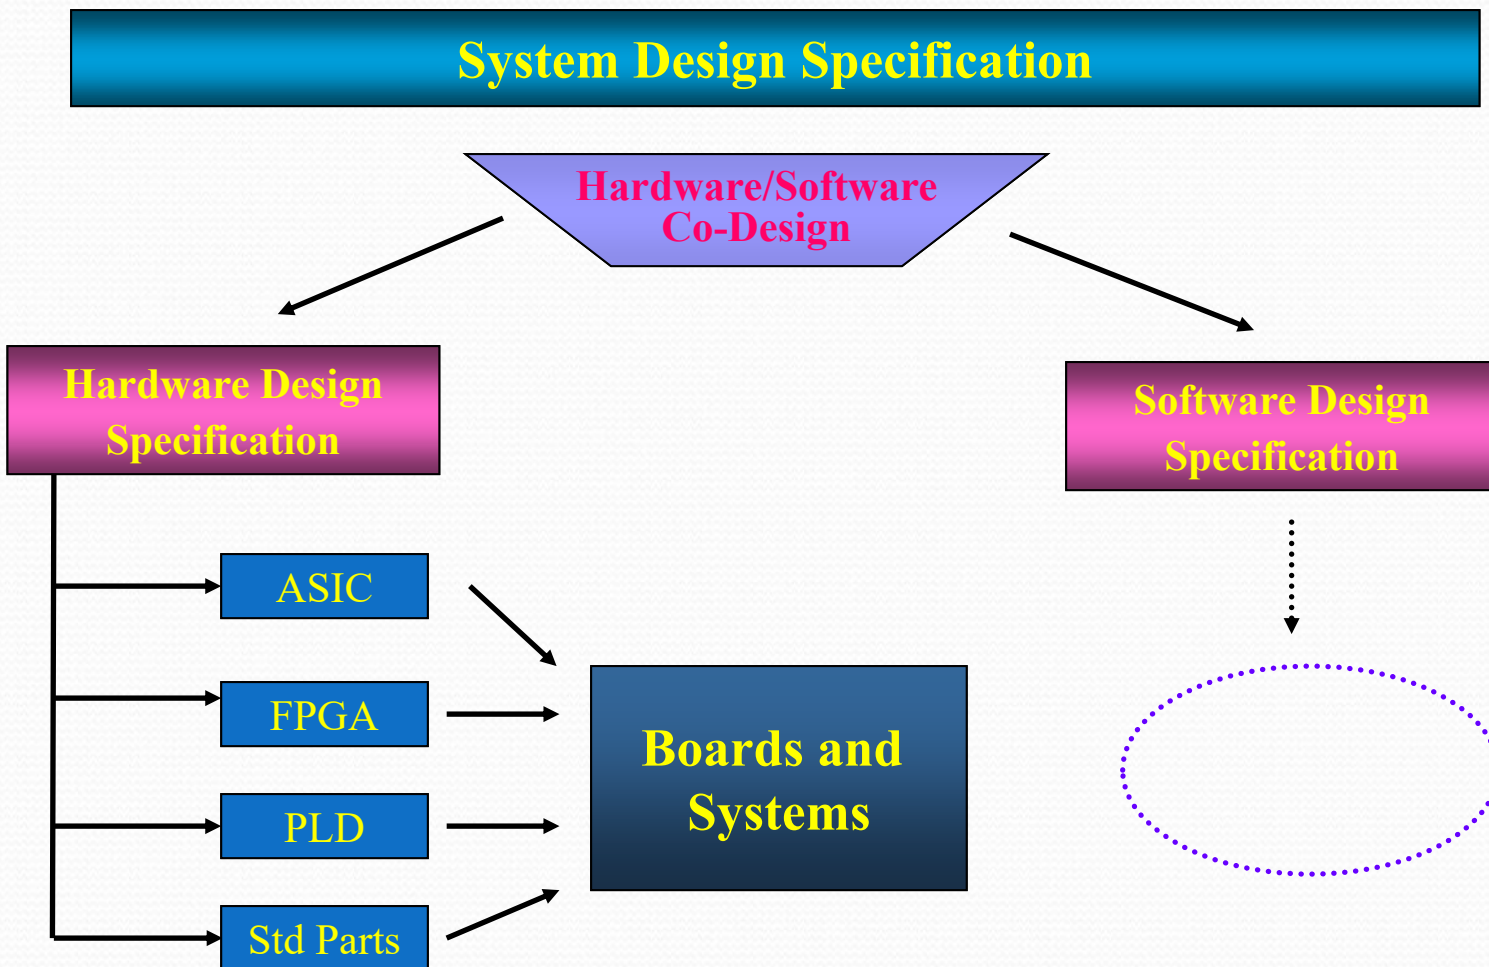 System Design Specification
Hardware/Software
Co-Design
Hardware Design
Specification
Software Design
Specification
ASIC
FPGA
PLD
Std Parts
Boards and
Systems